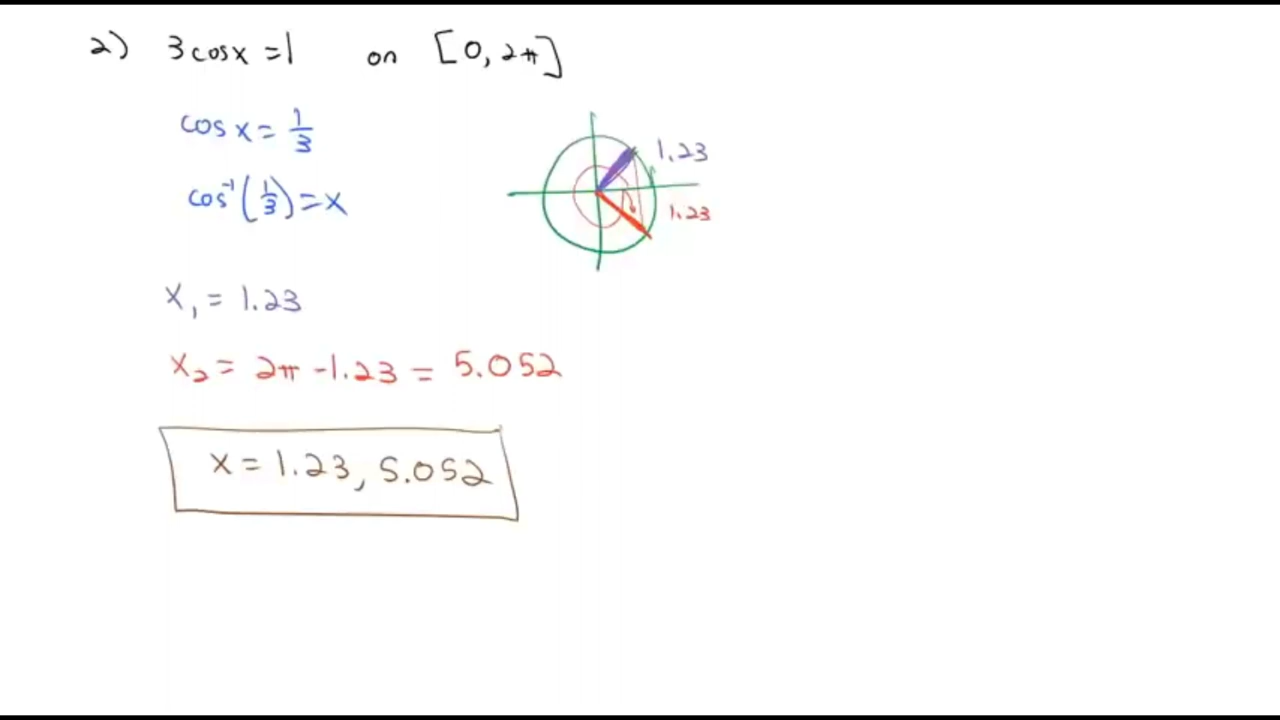 2) 3cosx = 1 on [0, 2π]
cos x = 1/3
cos⁻¹(1/3) = x
1.23
1.23
x₁ = 1.23
x₂ = 2π - 1.23 = 5.052
x = 1.23, 5.052